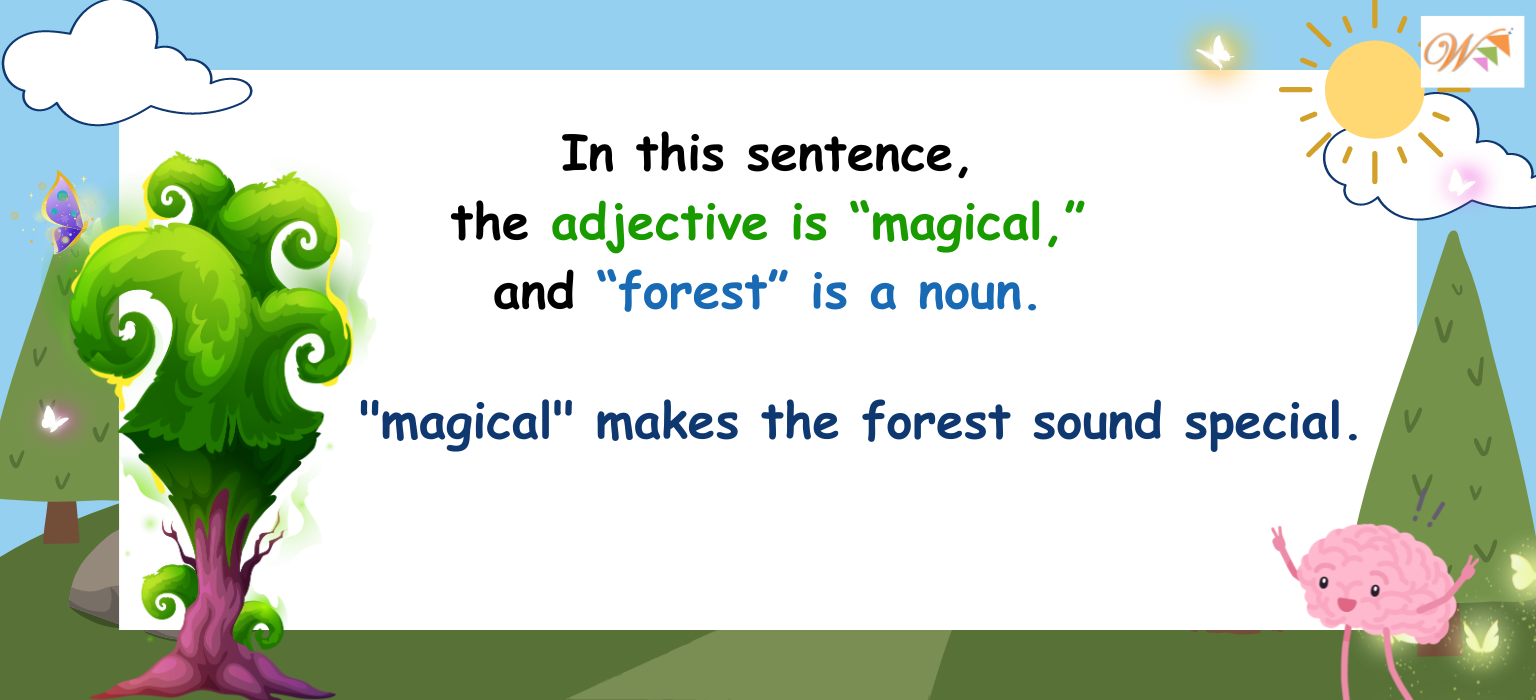 In this sentence,
the adjective is “magical,”
and “forest” is a noun.
"magical" makes the forest sound special.
W
!!